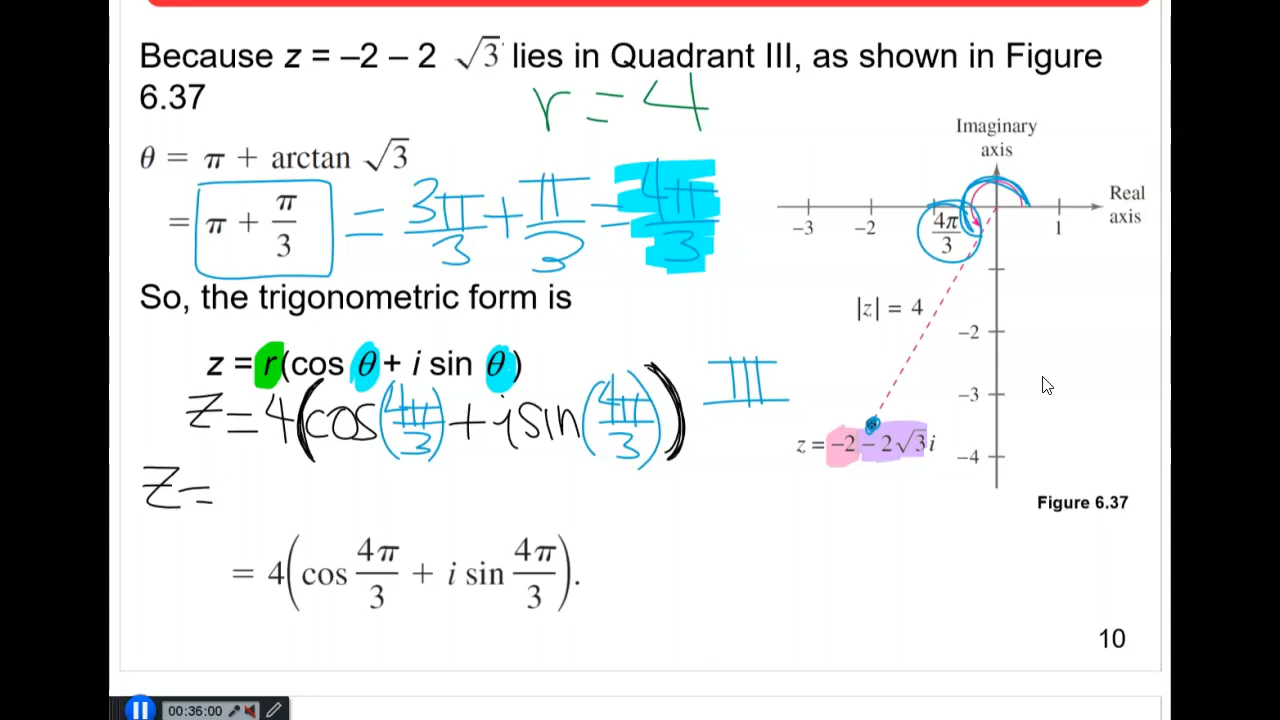 Because z = –2 – 2 √3 lies in Quadrant III, as shown in Figure
6.37
r = 4
θ = π + arctan √3
= π + π/3 = 3π/3 + π/3 = 4π/3
So, the trigonometric form is
z = r(cos θ + i sin θ)
III
z = 4(cos(4π/3) + i sin(4π/3))
z =
= 4(cos 4π/3 + i sin 4π/3).
Imaginary
axis
Real
axis
–3
–2
4π/3
1
|z| = 4
–2
–3
z = –2 – 2√3 i
–4
Figure 6.37
10
00:36:00